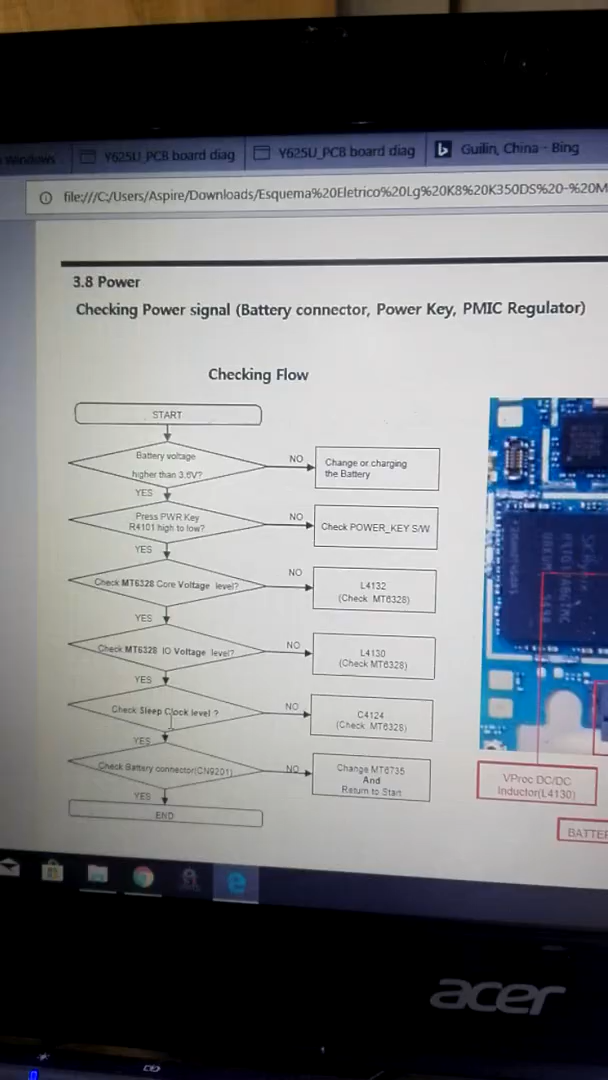 Windows
Y625U_PCB board diag
Y625U_PCB board diag
Guilin, China - Bing
file:///C:/Users/Aspire/Downloads/Esquema%20Eletrico%20Lg%20K8%20K350DS%20-%20M
3.8 Power
Checking Power signal (Battery connector, Power Key, PMIC Regulator)
Checking Flow
START
Battery voltage
higher than 3.6V?
NO
Change or charging
the Battery
YES
Press PWR Key
R4101 high to low?
NO
Check POWER_KEY S/W
YES
Check MT6328 Core Voltage level?
NO
L4132
(Check MT6328)
YES
Check MT6328 IO Voltage level?
NO
L4130
(Check MT6328)
YES
Check Sleep Clock level ?
NO
C4124
(Check MT6328)
YES
Check Battery connector(CN9201)
NO
Change MT6735
And
Return to Start
YES
END
VProc DC/DC
Inductor(L4130)
BATTER
acer